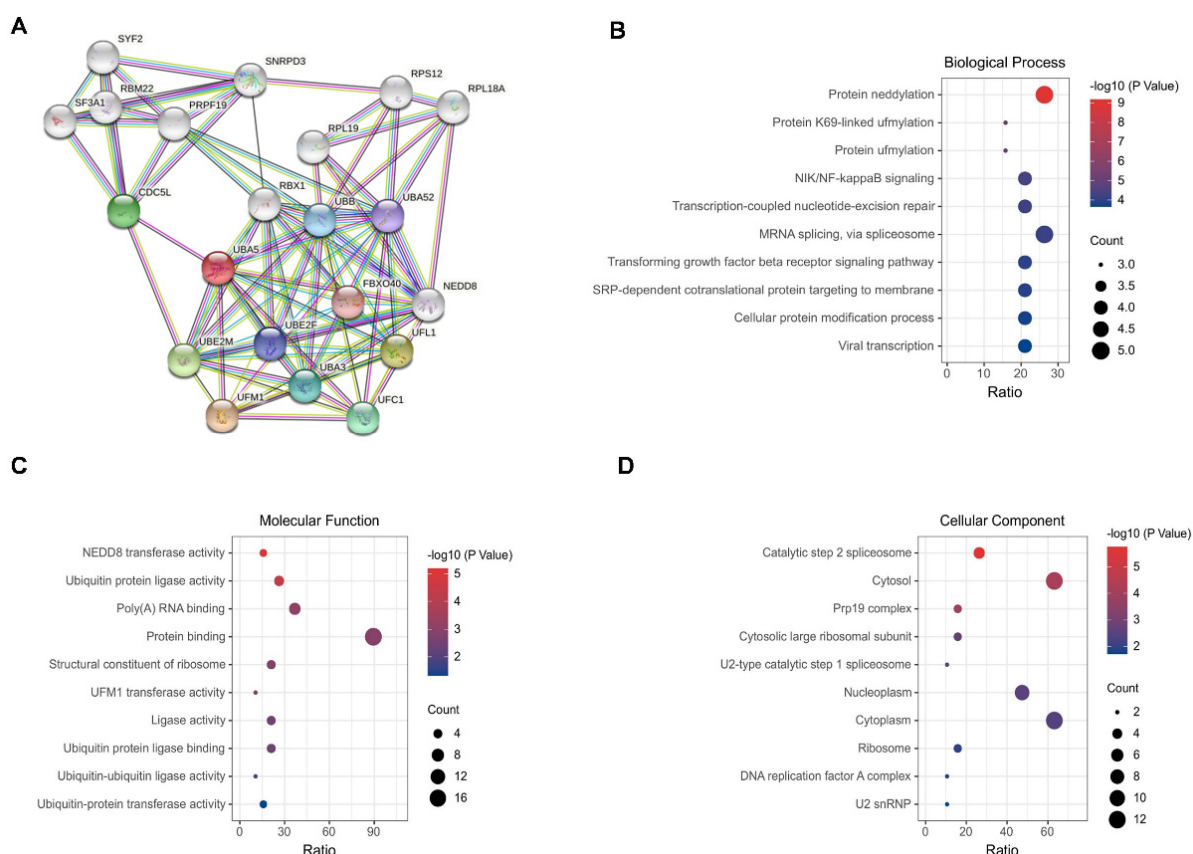 A
SYF2
SNRPD3
RPS12
RPL18A
RBM22
SF3A1
PRPF19
RPL19
CDC5L
RBX1
UBB
UBA52
UBA5
FBXO40
NEDD8
UBE2F
UBE2M
UFL1
UBA3
UFM1
UFC1
B
Biological Process
Protein neddylation
Protein K69-linked ufmylation
Protein ufmylation
NIK/NF-kappaB signaling
Transcription-coupled nucleotide-excision repair
MRNA splicing, via spliceosome
Transforming growth factor beta receptor signaling pathway
SRP-dependent cotranslational protein targeting to membrane
Cellular protein modification process
Viral transcription
0 10 20 30
Ratio
-log10 (P Value)
9
8
7
6
5
4
Count
3.0
3.5
4.0
4.5
5.0
C
Molecular Function
NEDD8 transferase activity
Ubiquitin protein ligase activity
Poly(A) RNA binding
Protein binding
Structural constituent of ribosome
UFM1 transferase activity
Ligase activity
Ubiquitin protein ligase binding
Ubiquitin-ubiquitin ligase activity
Ubiquitin-protein transferase activity
0 30 60 90
Ratio
-log10 (P Value)
5
4
3
2
Count
4
8
12
16
D
Cellular Component
Catalytic step 2 spliceosome
Cytosol
Prp19 complex
Cytosolic large ribosomal subunit
U2-type catalytic step 1 spliceosome
Nucleoplasm
Cytoplasm
Ribosome
DNA replication factor A complex
U2 snRNP
0 20 40 60
Ratio
-log10 (P Value)
5
4
3
2
Count
2
4
6
8
10
12